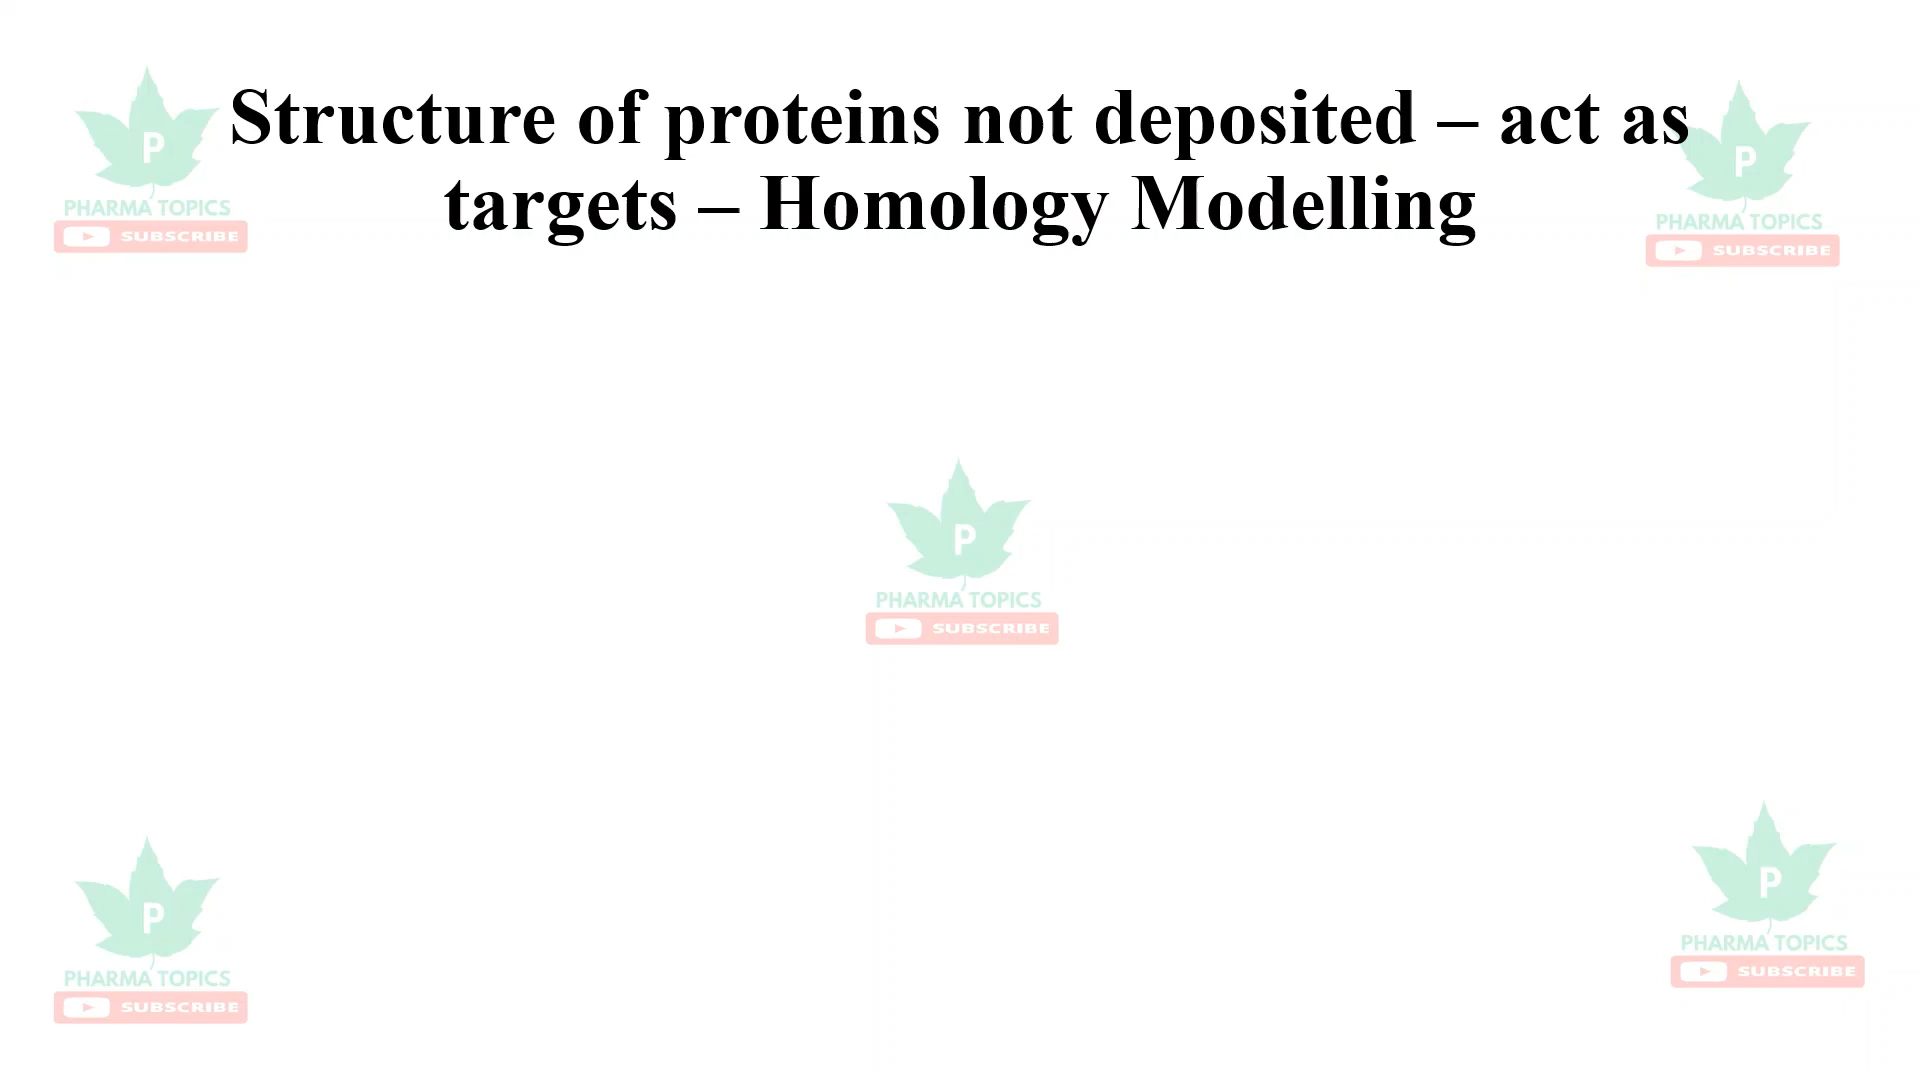 Structure of proteins not deposited – act as
targets – Homology Modelling
P
PHARMA TOPICS
SUBSCRIBE
P
PHARMA TOPICS
SUBSCRIBE
P
PHARMA TOPICS
SUBSCRIBE
P
PHARMA TOPICS
SUBSCRIBE
P
PHARMA TOPICS
SUBSCRIBE